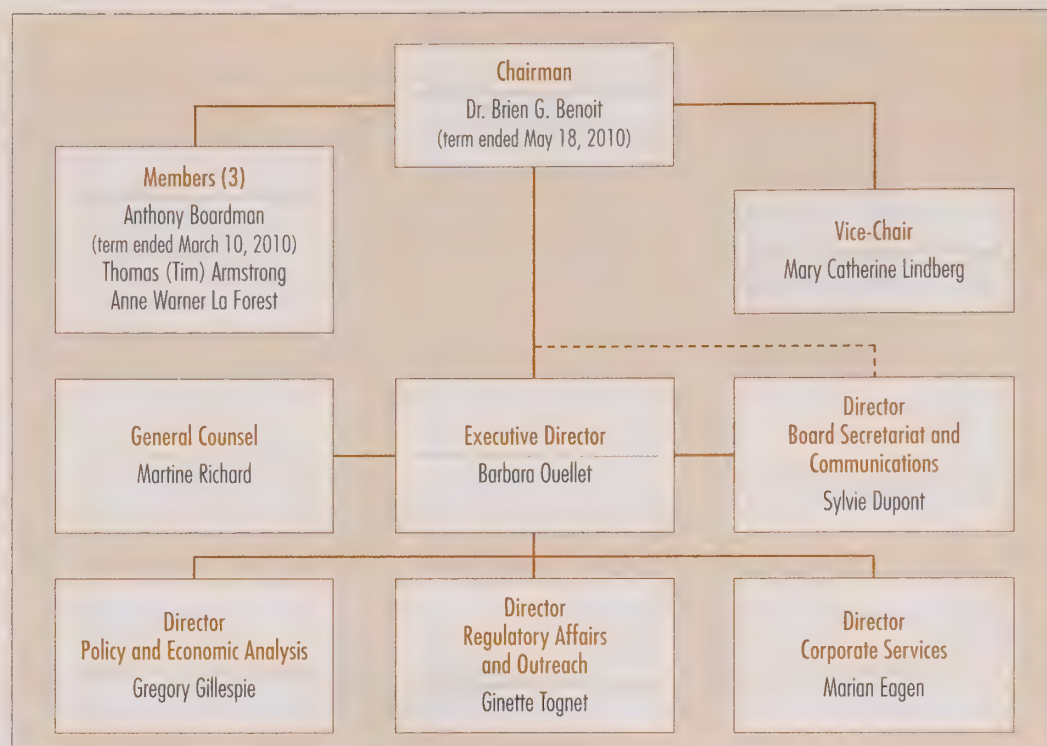 Chairman
Dr. Brien G. Benoit
(term ended May 18, 2010)
Members (3)
Anthony Boardman
(term ended March 10, 2010)
Thomas (Tim) Armstrong
Anne Warner La Forest
Vice-Chair
Mary Catherine Lindberg
General Counsel
Martine Richard
Executive Director
Barbara Ouellet
Director
Board Secretariat and
Communications
Sylvie Dupont
Director
Policy and Economic Analysis
Gregory Gillespie
Director
Regulatory Affairs
and Outreach
Ginette Tognet
Director
Corporate Services
Marian Eagen